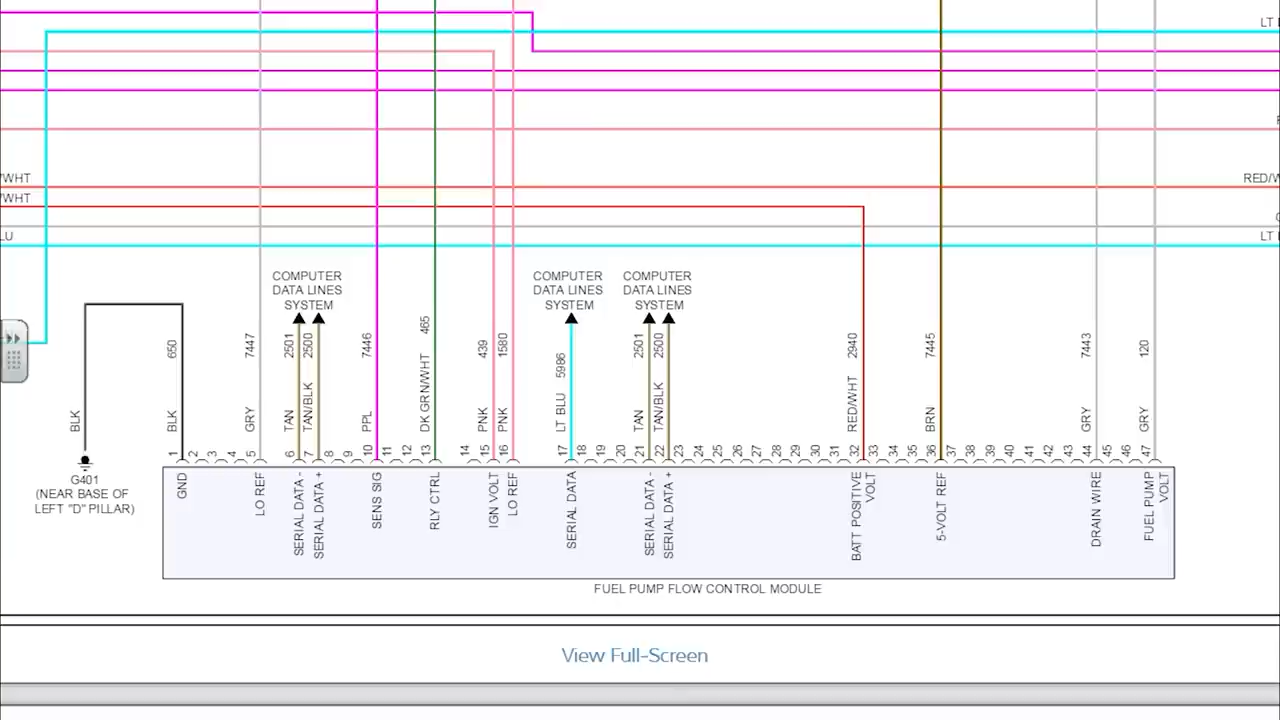 LT
/WHT
RED/W
/WHT
LU
LT
COMPUTER
DATA LINES
SYSTEM
COMPUTER
DATA LINES
SYSTEM
COMPUTER
DATA LINES
SYSTEM
650
7447
2501
2500
7446
465
439
1580
5986
2501
2500
2940
7445
7443
120
BLK
BLK
GRY
TAN
TAN/BLK
PPL
DK GRN/WHT
PNK
PNK
LT BLU
TAN
TAN/BLK
RED/WHT
BRN
GRY
GRY
1 2 3 4 5 6 7 8 9 10 11 12 13 14 15 16 17 18 19 20 21 22 23 24 25 26 27 28 29 30 31 32 33 34 35 36 37 38 39 40 41 42 43 44 45 46 47
G401
(NEAR BASE OF
LEFT "D" PILLAR)
GND
LO REF
SERIAL DATA -
SERIAL DATA +
SENS SIG
RLY CTRL
IGN VOLT
LO REF
SERIAL DATA
SERIAL DATA -
SERIAL DATA +
BATT POSITIVE
VOLT
5-VOLT REF
DRAIN WIRE
FUEL PUMP
VOLT
FUEL PUMP FLOW CONTROL MODULE
View Full-Screen